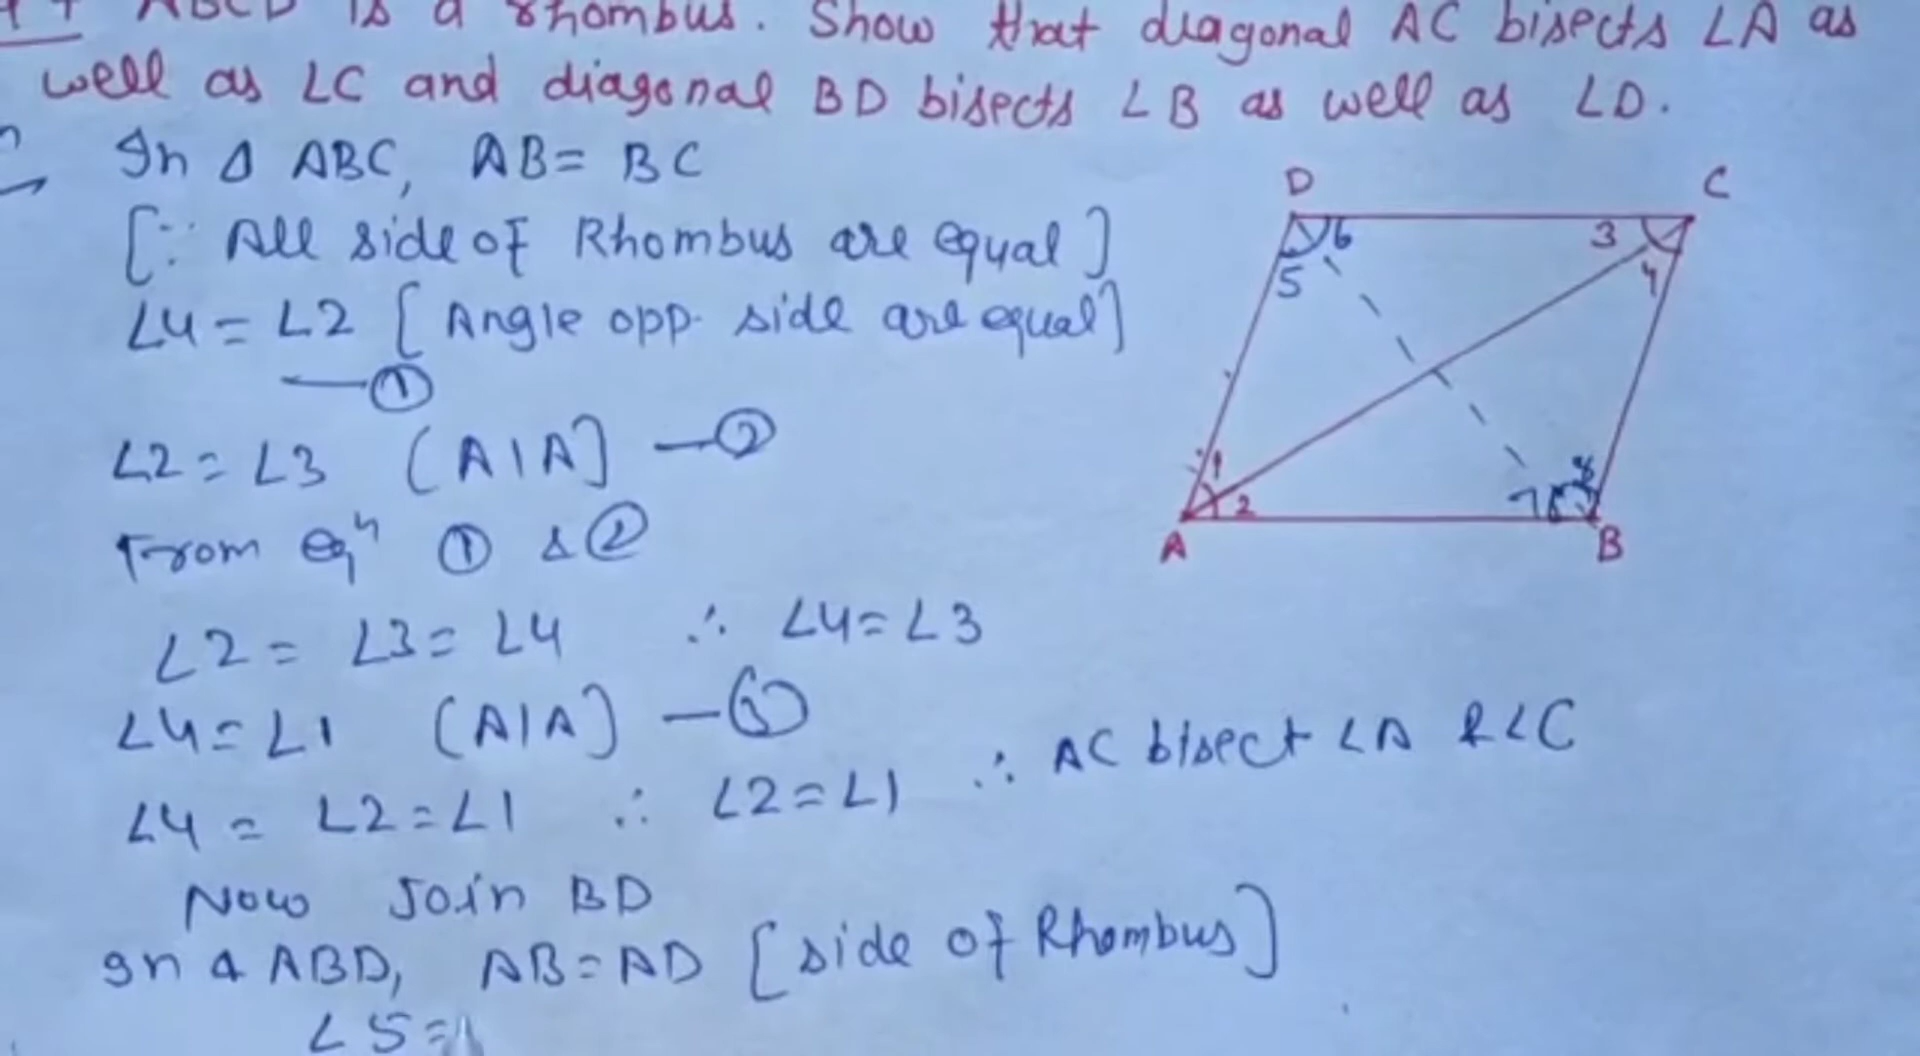 ABCD is a rhombus. Show that diagonal AC bisects ∠A as
well as ∠C and diagonal BD bisects ∠B as well as ∠D.
In Δ ABC, AB = BC
[∵ All side of Rhombus are equal]
∠4 = ∠2 [Angle opp. side are equal]
— ①
∠2 = ∠3 (AIA] — ②
From eqⁿ ① & ②
∠2 = ∠3 = ∠4 ∴ ∠4 = ∠3
∠4 = ∠1 (AIA] — ③
∠4 = ∠2 = ∠1 ∴ ∠2 = ∠1 ∴ AC bisect ∠A & ∠C
Now Join BD
In Δ ABD, AB = AD [side of Rhombus]
∠5 =
D C
6 3
5 4
1 8
2 7
A B